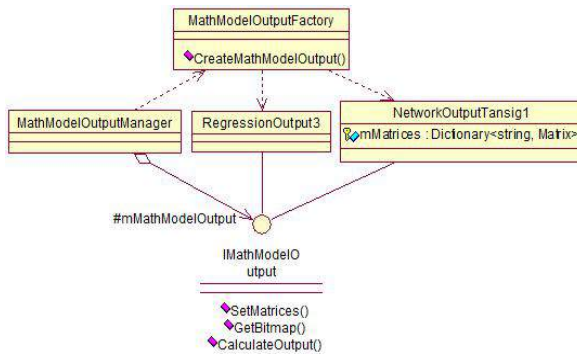 MathModelOutputFactory
CreateMathModelOutput()
MathModelOutputManager
RegressionOutput3
NetworkOutputTansig1
mMatrices : Dictionary<string, Matrix>
#mMathModelOutput
IMathModelO
utput
SetMatrices()
GetBitmap()
CalculateOutput()